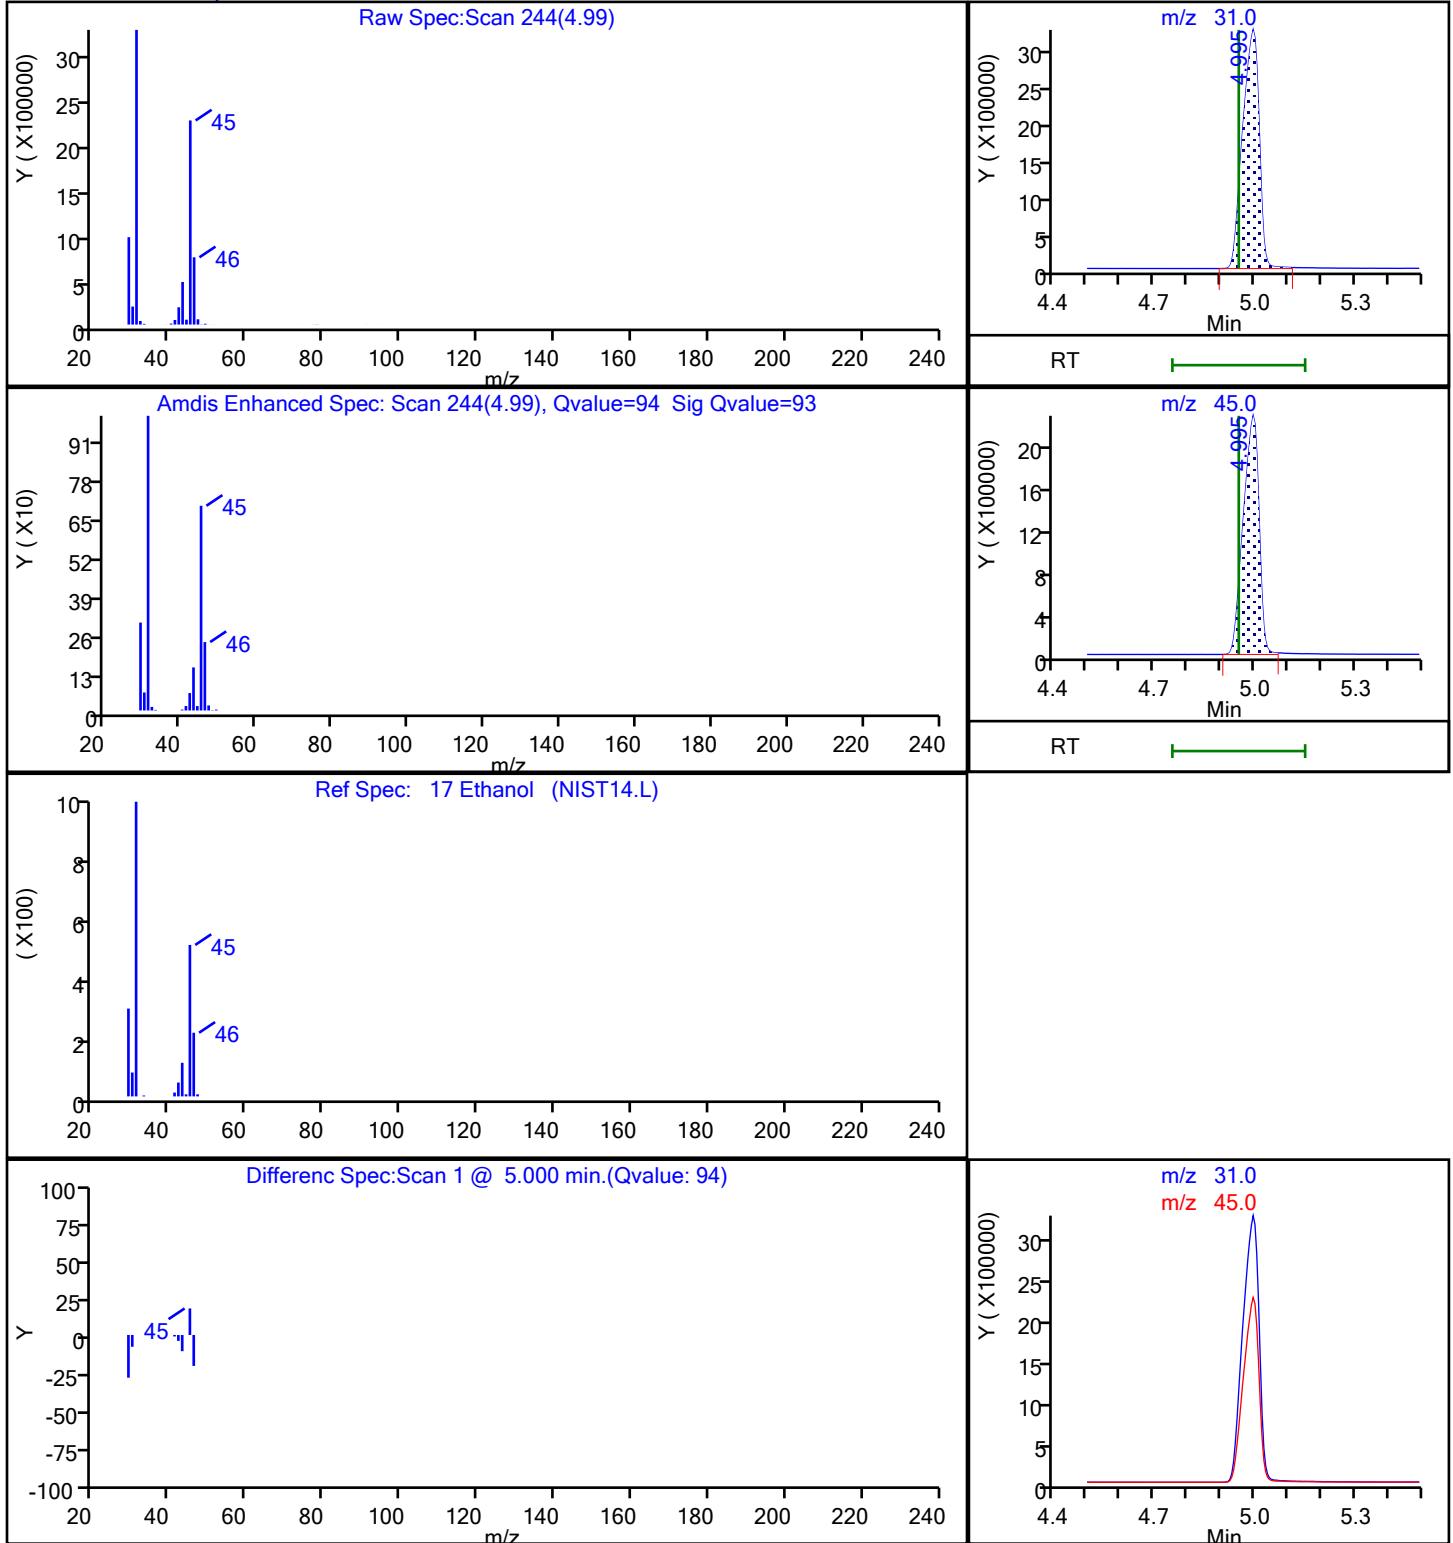 Raw Spec:Scan 244(4.99)
Y ( X100000)
30
25
20
15
10
5
0
45
46
20 40 60 80 100 120 140 160 180 200 220 240
m/z
m/z 31.0
Y ( X100000)
30
25
20
15
10
5
0
4.995
4.4 4.7 5.0 5.3
Min
RT
Amdis Enhanced Spec: Scan 244(4.99), Qvalue=94 Sig Qvalue=93
Y ( X10)
91
78
65
52
39
26
13
0
45
46
20 40 60 80 100 120 140 160 180 200 220 240
m/z
m/z 45.0
Y ( X100000)
20
16
12
8
4
0
4.995
4.4 4.7 5.0 5.3
Min
RT
Ref Spec: 17 Ethanol (NIST14.L)
( X100)
10
8
6
4
2
0
45
46
20 40 60 80 100 120 140 160 180 200 220 240
Differenc Spec:Scan 1 @ 5.000 min.(Qvalue: 94)
Y
100
75
50
25
0
-25
-50
-75
-100
45
20 40 60 80 100 120 140 160 180 200 220 240
m/z
m/z 31.0
m/z 45.0
Y ( X100000)
30
25
20
15
10
5
0
4.4 4.7 5.0 5.3
Min